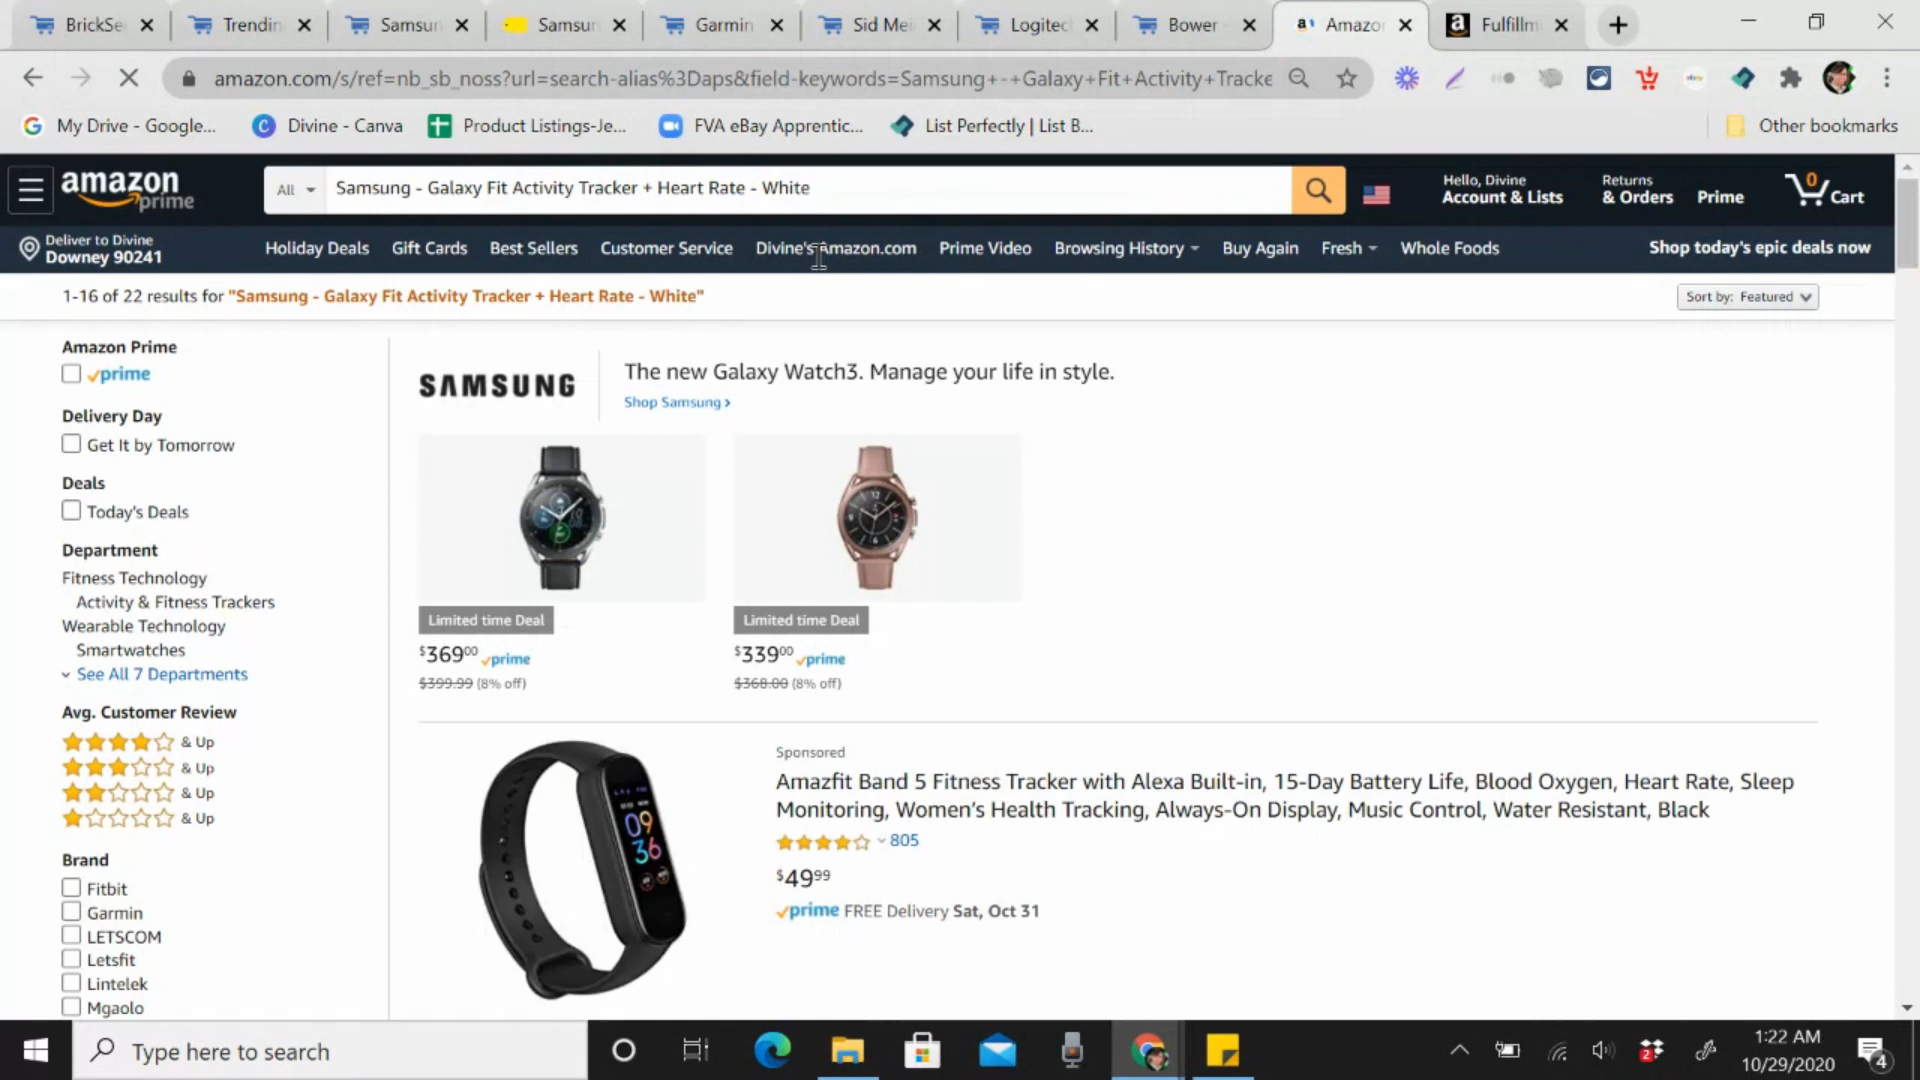 BrickSe
Trendin
Samsun
Samsun
Garmin
Sid Mei
Logitec
Bower
Amazo
Fulfillm
amazon.com/s/ref=nb_sb_noss?url=search-alias%3Daps&field-keywords=Samsung+-+Galaxy+Fit+Activity+Tracke
My Drive - Google...
Divine - Canva
Product Listings-Je...
FVA eBay Apprentic...
List Perfectly | List B...
Other bookmarks
amazon prime
All
Samsung - Galaxy Fit Activity Tracker + Heart Rate - White
Hello, Divine
Account & Lists
Returns
& Orders
Prime
0
Cart
Deliver to Divine
Downey 90241
Holiday Deals
Gift Cards
Best Sellers
Customer Service
Divine's Amazon.com
Prime Video
Browsing History
Buy Again
Fresh
Whole Foods
Shop today's epic deals now
1-16 of 22 results for "Samsung - Galaxy Fit Activity Tracker + Heart Rate - White"
Sort by: Featured
Amazon Prime
prime
Delivery Day
Get It by Tomorrow
Deals
Today's Deals
Department
Fitness Technology
Activity & Fitness Trackers
Wearable Technology
Smartwatches
See All 7 Departments
Avg. Customer Review
& Up
& Up
& Up
& Up
Brand
Fitbit
Garmin
LETSCOM
Letsfit
Lintelek
Mgaolo
SAMSUNG
The new Galaxy Watch3. Manage your life in style.
Shop Samsung
Limited time Deal
$36900 prime
$399.99 (8% off)
Limited time Deal
$33900 prime
$368.00 (8% off)
09
36
Sponsored
Amazfit Band 5 Fitness Tracker with Alexa Built-in, 15-Day Battery Life, Blood Oxygen, Heart Rate, Sleep
Monitoring, Women's Health Tracking, Always-On Display, Music Control, Water Resistant, Black
805
$4999
prime FREE Delivery Sat, Oct 31
Type here to search
2
1:22 AM
10/29/2020
4